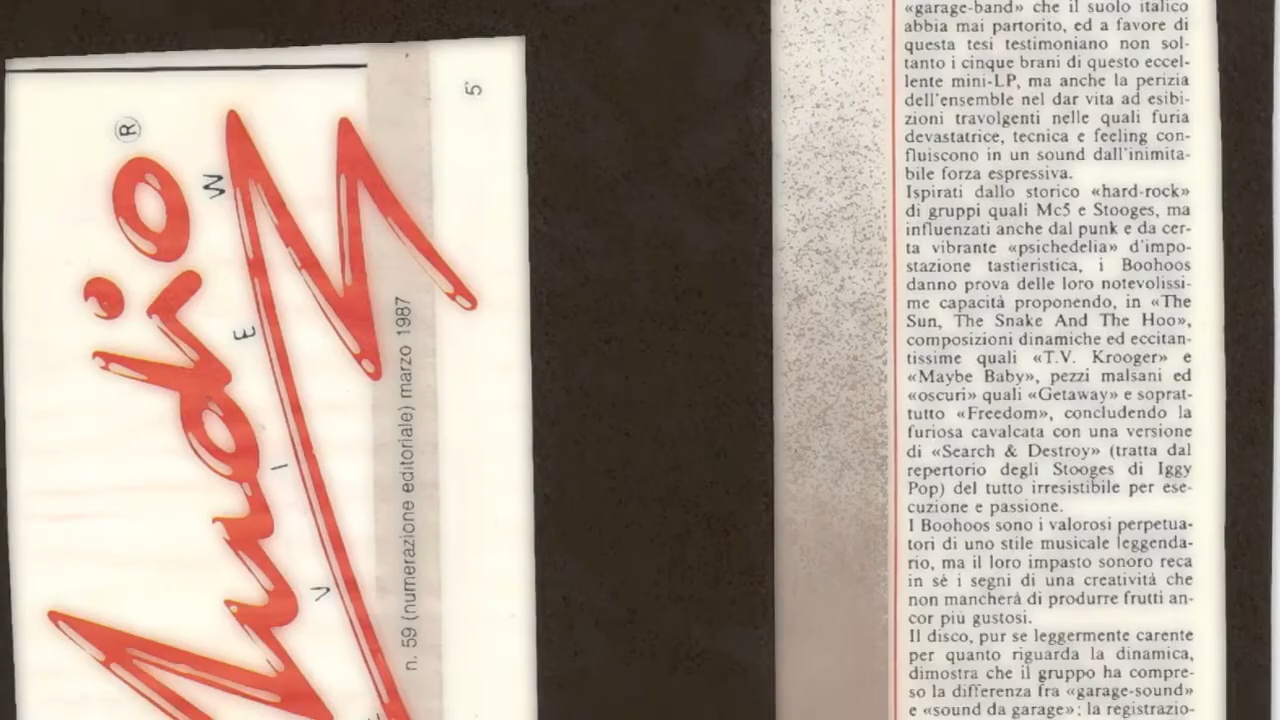 Audio
®
V I E W
n. 59 (numerazione editoriale) marzo 1987
5
«garage-band» che il suolo italico
abbia mai partorito, ed a favore di
questa tesi testimoniano non sol-
tanto i cinque brani di questo eccel-
lente mini-LP, ma anche la perizia
dell'ensemble nel dar vita ad esibi-
zioni travolgenti nelle quali furia
devastatrice, tecnica e feeling con-
fluiscono in un sound dall'inimita-
bile forza espressiva.
Ispirati dallo storico «hard-rock»
di gruppi quali Mc5 e Stooges, ma
influenzati anche dal punk e da cer-
ta vibrante «psichedelia» d'impo-
stazione tastieristica, i Boohoos
danno prova delle loro notevolissi-
me capacità proponendo, in «The
Sun, The Snake And The Hoo»,
composizioni dinamiche ed eccitan-
tissime quali «T.V. Krooger» e
«Maybe Baby», pezzi malsani ed
«oscuri» quali «Getaway» e soprat-
tutto «Freedom», concludendo la
furiosa cavalcata con una versione
di «Search & Destroy» (tratta dal
repertorio degli Stooges di Iggy
Pop) del tutto irresistibile per ese-
cuzione e passione.
I Boohoos sono i valorosi perpetua-
tori di uno stile musicale leggenda-
rio, ma il loro impasto sonoro reca
in sè i segni di una creatività che
non mancherà di produrre frutti an-
cor più gustosi.
Il disco, pur se leggermente carente
per quanto riguarda la dinamica,
dimostra che il gruppo ha compre-
so la differenza fra «garage-sound»
e «sound da garage»; la registrazio-